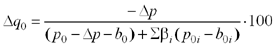 Δq₀ = −Δp / ((p₀ − Δp − b₀) + Σβᵢ(p₀ᵢ − b₀ᵢ)) · 100